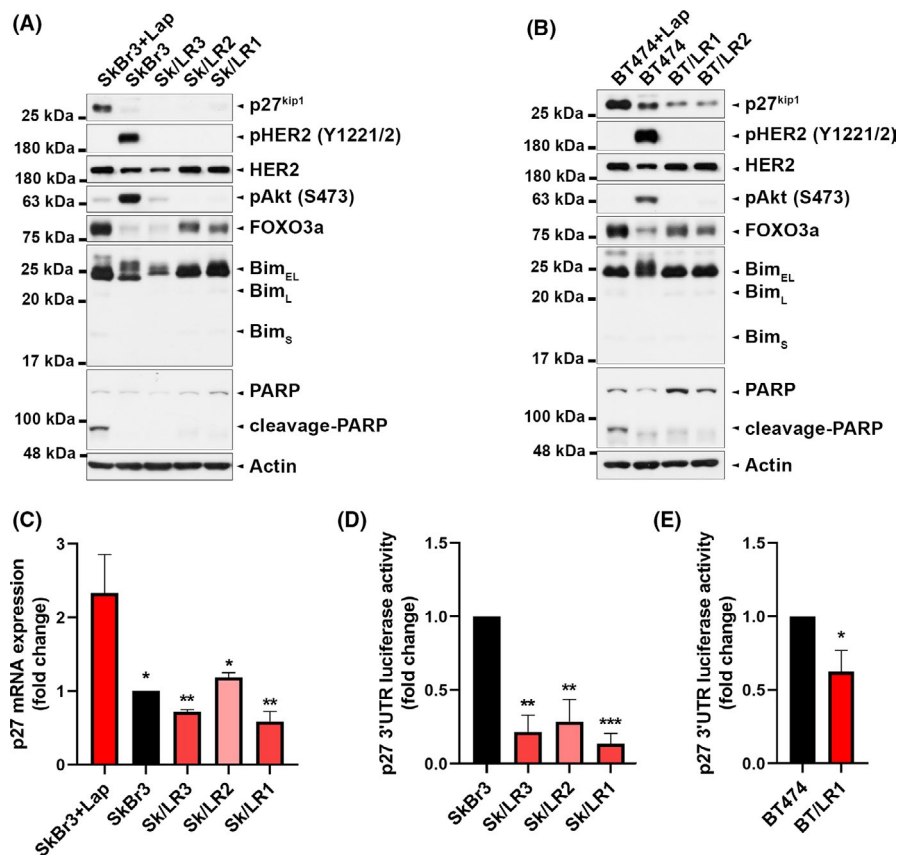 (A)
SkBr3+Lap
SkBr3
Sk/LR3
Sk/LR2
Sk/LR1
25 kDa
p27kip1
180 kDa
pHER2 (Y1221/2)
180 kDa
HER2
63 kDa
pAkt (S473)
75 kDa
FOXO3a
25 kDa
BimEL
20 kDa
BimL
BimS
17 kDa
PARP
100 kDa
cleavage-PARP
48 kDa
Actin
(B)
BT474+Lap
BT474
BT/LR1
BT/LR2
25 kDa
p27kip1
180 kDa
pHER2 (Y1221/2)
180 kDa
HER2
63 kDa
pAkt (S473)
75 kDa
FOXO3a
25 kDa
BimEL
20 kDa
BimL
BimS
17 kDa
PARP
100 kDa
cleavage-PARP
48 kDa
Actin
(C)
p27 mRNA expression
(fold change)
3
2
1
0
*
**
*
**
SkBr3+Lap
SkBr3
Sk/LR3
Sk/LR2
Sk/LR1
(D)
p27 3'UTR luciferase activity
(fold change)
1.5
1.0
0.5
0.0
**
**
***
SkBr3
Sk/LR3
Sk/LR2
Sk/LR1
(E)
p27 3'UTR luciferase activity
(fold change)
1.5
1.0
0.5
0.0
*
BT474
BT/LR1